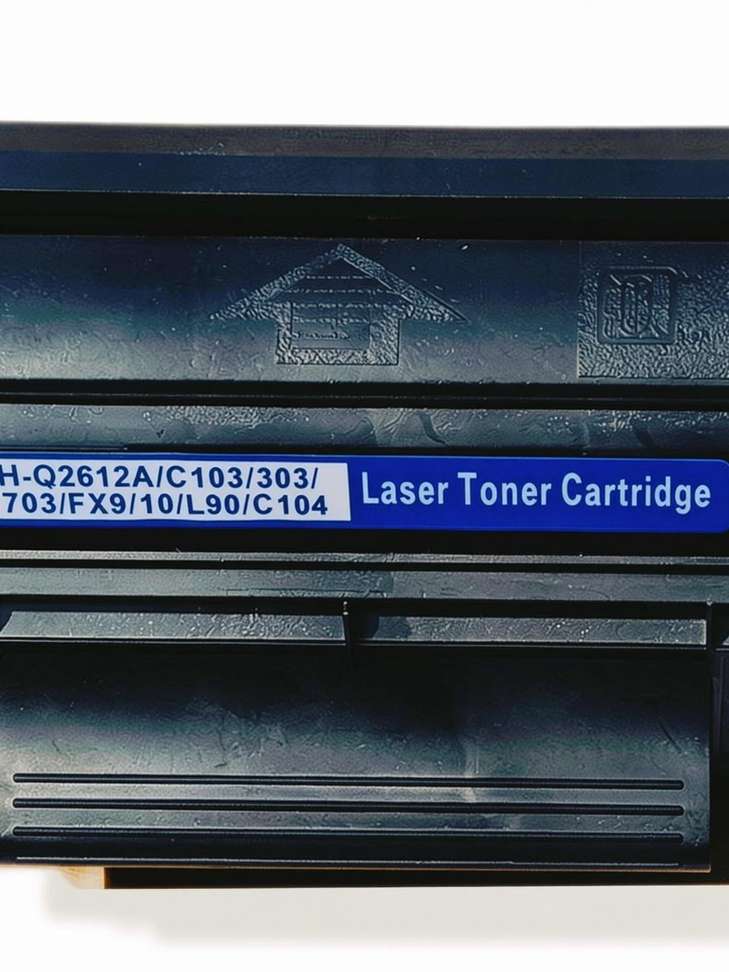 H-Q2612A/C103/303/
703/FX9/10/L90/C104
Laser Toner Cartridge